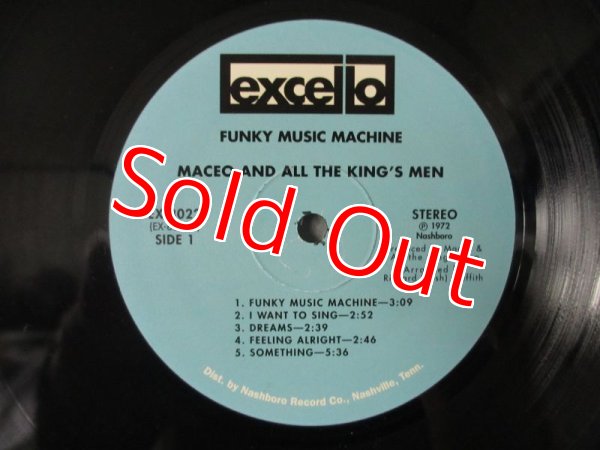 excello
FUNKY MUSIC MACHINE
MACEO AND ALL THE KING'S MEN
Sold Out
SIDE 1
STEREO
℗ 1972
Nashboro
1. FUNKY MUSIC MACHINE—3:09
2. I WANT TO SING—2:52
3. DREAMS—2:39
4. FEELING ALRIGHT—2:46
5. SOMETHING—5:36
Dist. by Nashboro Record Co., Nashville, Tenn.